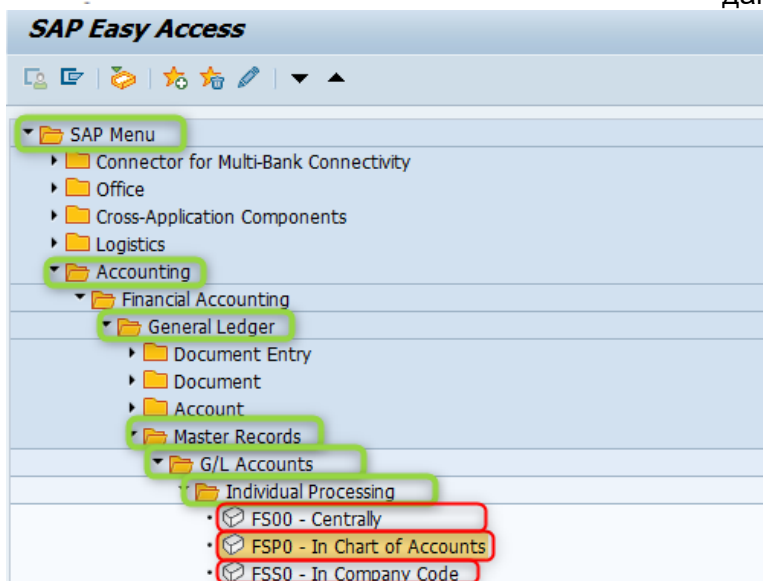 SAP Easy Access
SAP Menu
Connector for Multi-Bank Connectivity
Office
Cross-Application Components
Logistics
Accounting
Financial Accounting
General Ledger
Document Entry
Document
Account
Master Records
G/L Accounts
Individual Processing
FS00 - Centrally
FSP0 - In Chart of Accounts
FSS0 - In Company Code